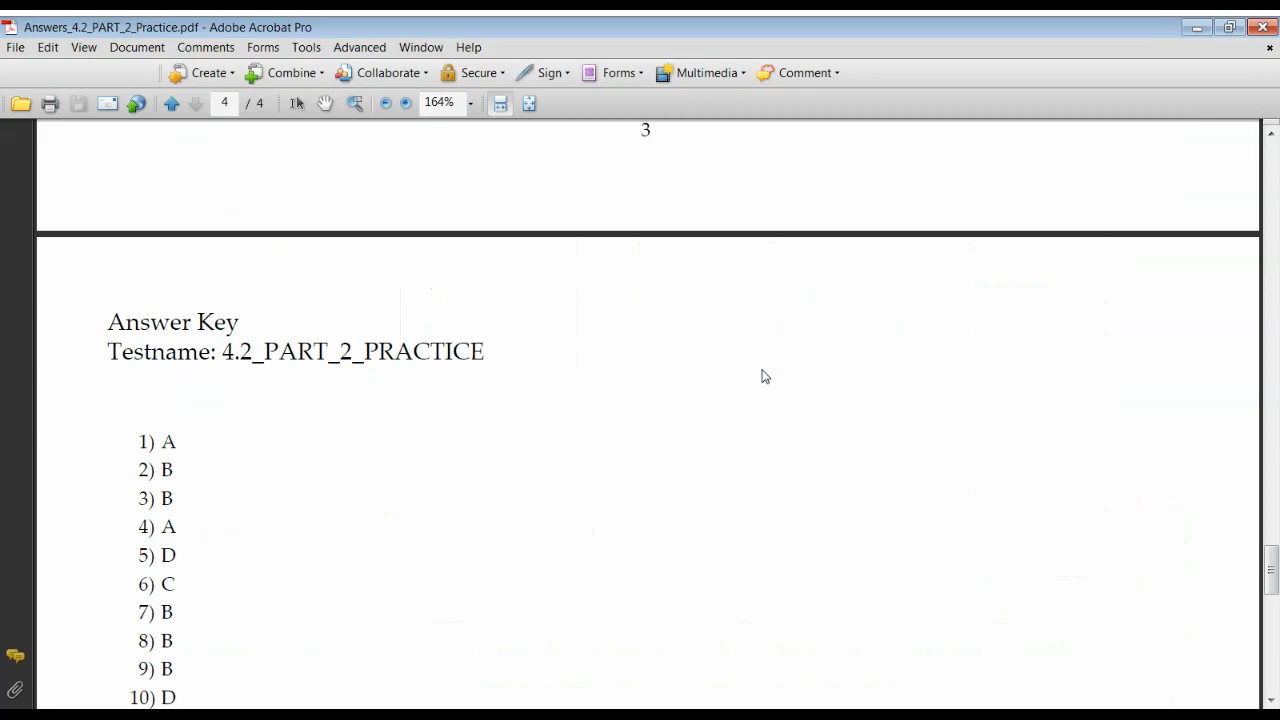 Answers_4.2_PART_2_Practice.pdf - Adobe Acrobat Pro
File Edit View Document Comments Forms Tools Advanced Window Help
Create Combine Collaborate Secure Sign Forms Multimedia Comment
4 / 4 164%
3
Answer Key
Testname: 4.2_PART_2_PRACTICE
1) A
2) B
3) B
4) A
5) D
6) C
7) B
8) B
9) B
10) D